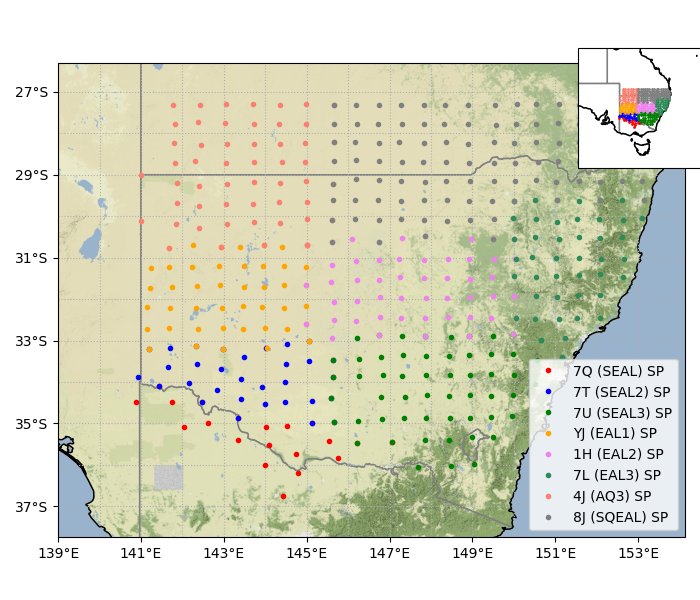 27°S
29°S
31°S
33°S
35°S
37°S
139°E 141°E 143°E 145°E 147°E 149°E 151°E 153°E
7Q (SEAL) SP
7T (SEAL2) SP
7U (SEAL3) SP
YJ (EAL1) SP
1H (EAL2) SP
7L (EAL3) SP
4J (AQ3) SP
8J (SQEAL) SP